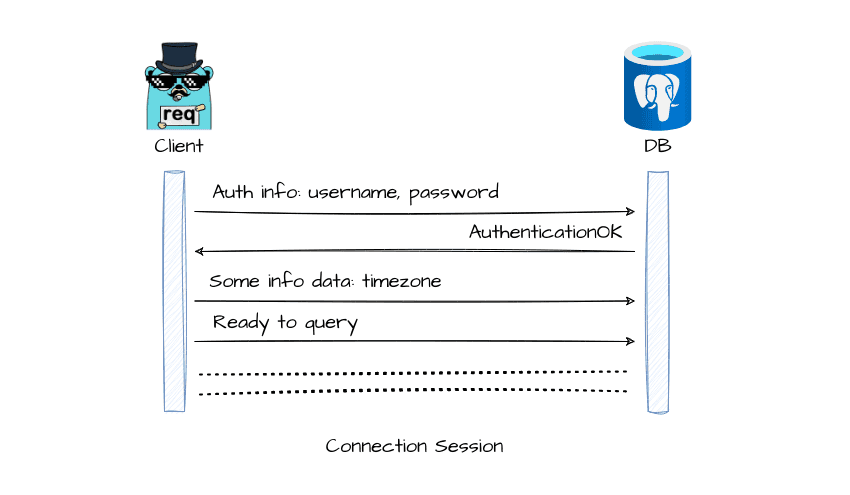 req
Client
DB
Auth info: username, password
AuthenticationOK
Some info data: timezone
Ready to query
Connection Session